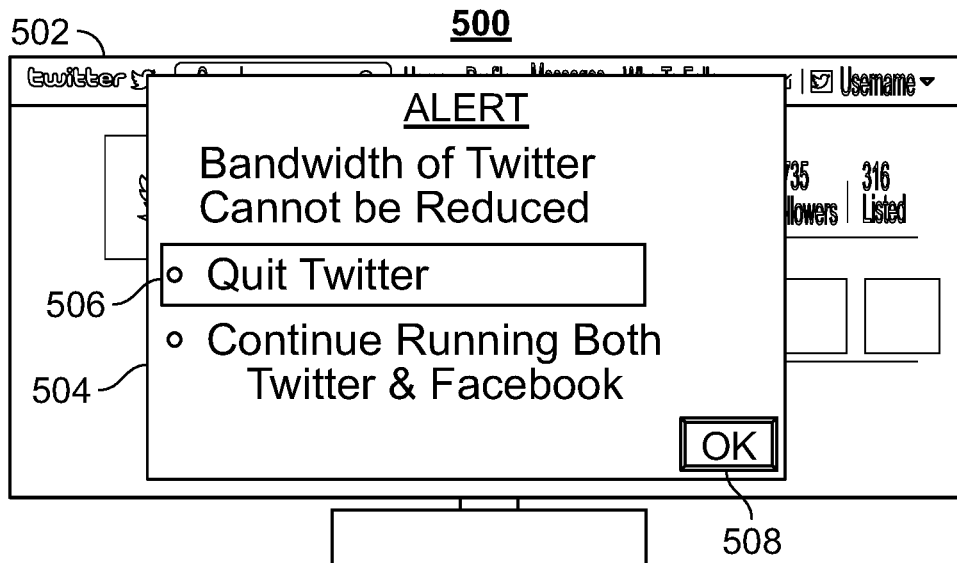 500
502
twitter
Username
ALERT
Bandwidth of Twitter
Cannot be Reduced
735
316
Listed
Quit Twitter
506
Continue Running Both
Twitter & Facebook
504
OK
508